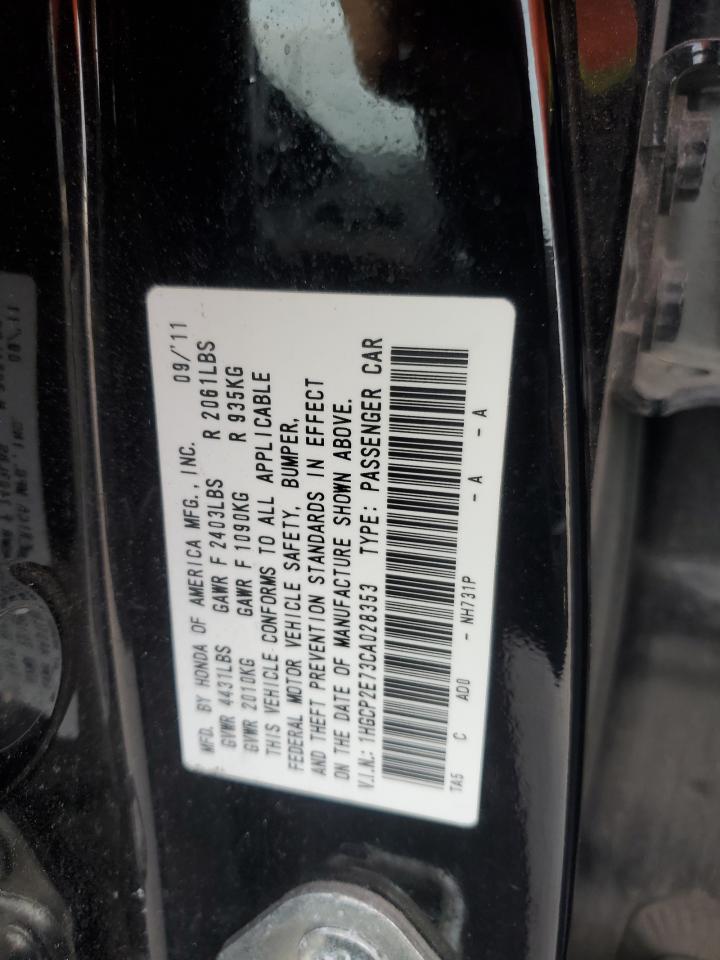 MFD. BY HONDA OF AMERICA MFG., INC. 09/'11
GVWR 4431LBS GAWR F 2403LBS R 2061LBS
GVWR 2010KG GAWR F 1090KG R 935KG
THIS VEHICLE CONFORMS TO ALL APPLICABLE
FEDERAL MOTOR VEHICLE SAFETY, BUMPER,
AND THEFT PREVENTION STANDARDS IN EFFECT
ON THE DATE OF MANUFACTURE SHOWN ABOVE.
V.I.N.: 1HGCP2E73CA028353 TYPE: PASSENGER CAR
TA5 C AD0 - NH731P - A - A